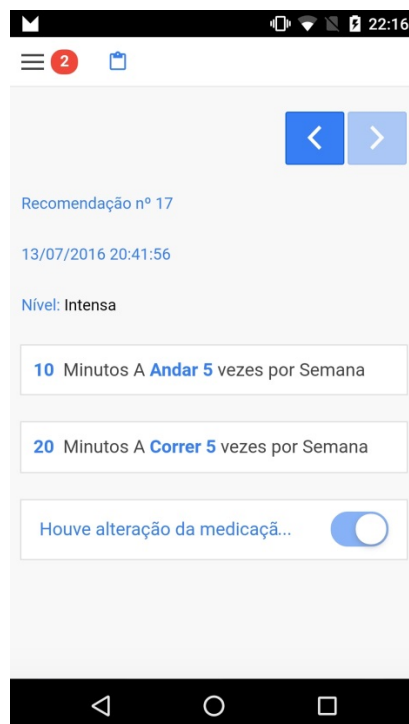 22:16
2
Recomendação nº 17
13/07/2016 20:41:56
Nível: Intensa
10 Minutos A Andar 5 vezes por Semana
20 Minutos A Correr 5 vezes por Semana
Houve alteração da medicaçã...